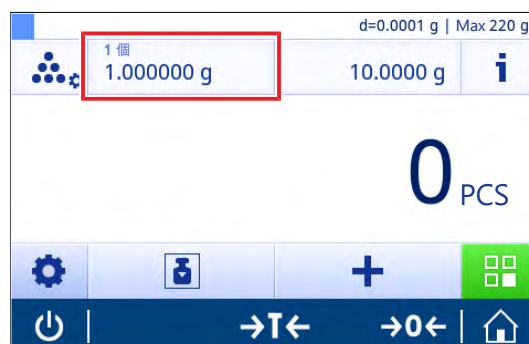 d=0.0001 g | Max 220 g
1 個
1.000000 g
10.0000 g
i
0 PCS
→T←
→0←